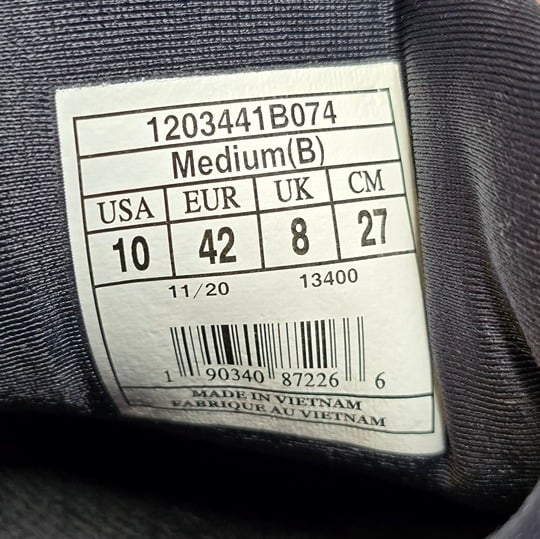 1203441B074
Medium(B)
USA EUR UK CM
10 42 8 27
11/20 13400
1 90340 87226 6
MADE IN VIETNAM
FABRIQUE AU VIETNAM